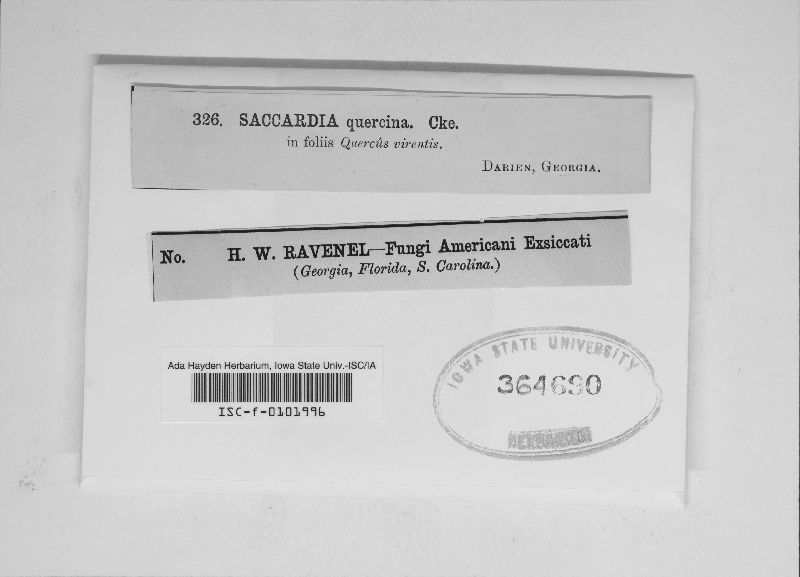 326. SACCARDIA quercina. Cke.
in foliis Quercûs virentis.
DARIEN, GEORGIA.
No. H. W. RAVENEL—Fungi Americani Exsiccati
(Georgia, Florida, S. Carolina.)
Ada Hayden Herbarium, Iowa State Univ.-ISC/IA
ISC-f-0101996
IOWA STATE UNIVERSITY
364690
HERBARIUM